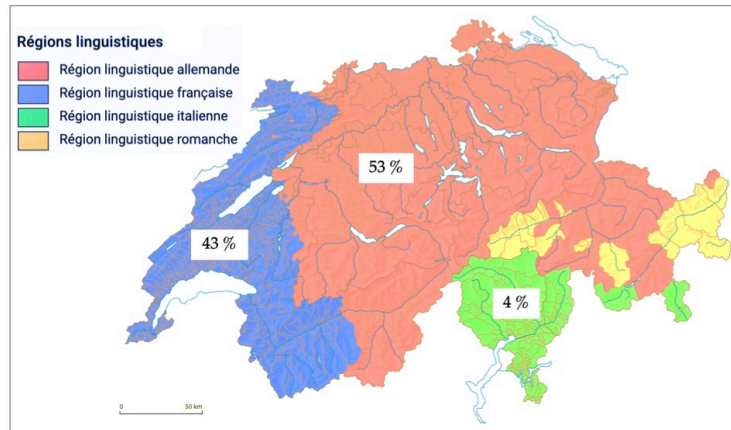 Régions linguistiques
Région linguistique allemande
Région linguistique française
Région linguistique italienne
Région linguistique romanche
53 %
43 %
4 %
0 50 km